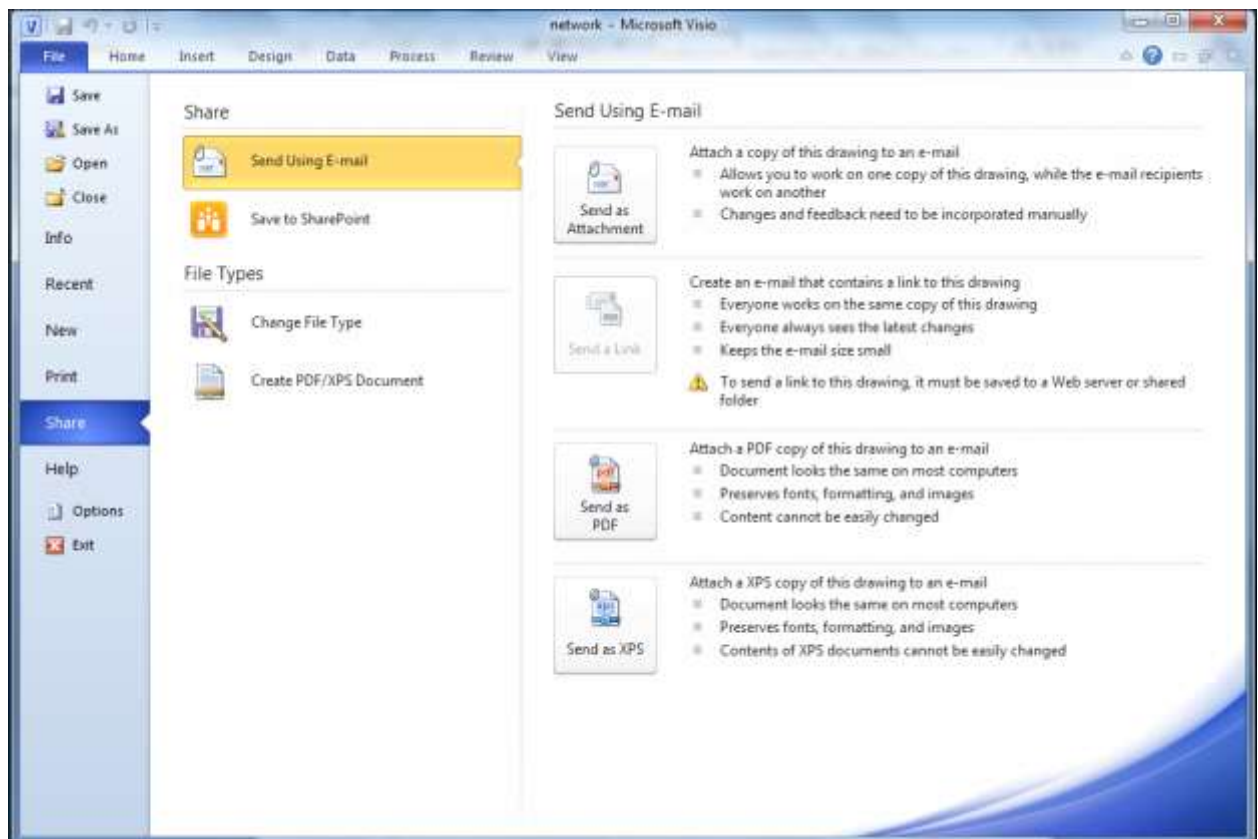 network - Microsoft Visio
File Home Insert Design Data Process Review View
Save
Save As
Open
Close
Info
Recent
New
Print
Share
Help
Options
Exit
Share
Send Using E-mail
Save to SharePoint
File Types
Change File Type
Create PDF/XPS Document
Send Using E-mail
Send as
Attachment
Attach a copy of this drawing to an e-mail
Allows you to work on one copy of this drawing, while the e-mail recipients
work on another
Changes and feedback need to be incorporated manually
Send a Link
Create an e-mail that contains a link to this drawing
Everyone works on the same copy of this drawing
Everyone always sees the latest changes
Keeps the e-mail size small
To send a link to this drawing, it must be saved to a Web server or shared
folder
Send as
PDF
Attach a PDF copy of this drawing to an e-mail
Document looks the same on most computers
Preserves fonts, formatting, and images
Content cannot be easily changed
Send as XPS
Attach a XPS copy of this drawing to an e-mail
Document looks the same on most computers
Preserves fonts, formatting, and images
Contents of XPS documents cannot be easily changed